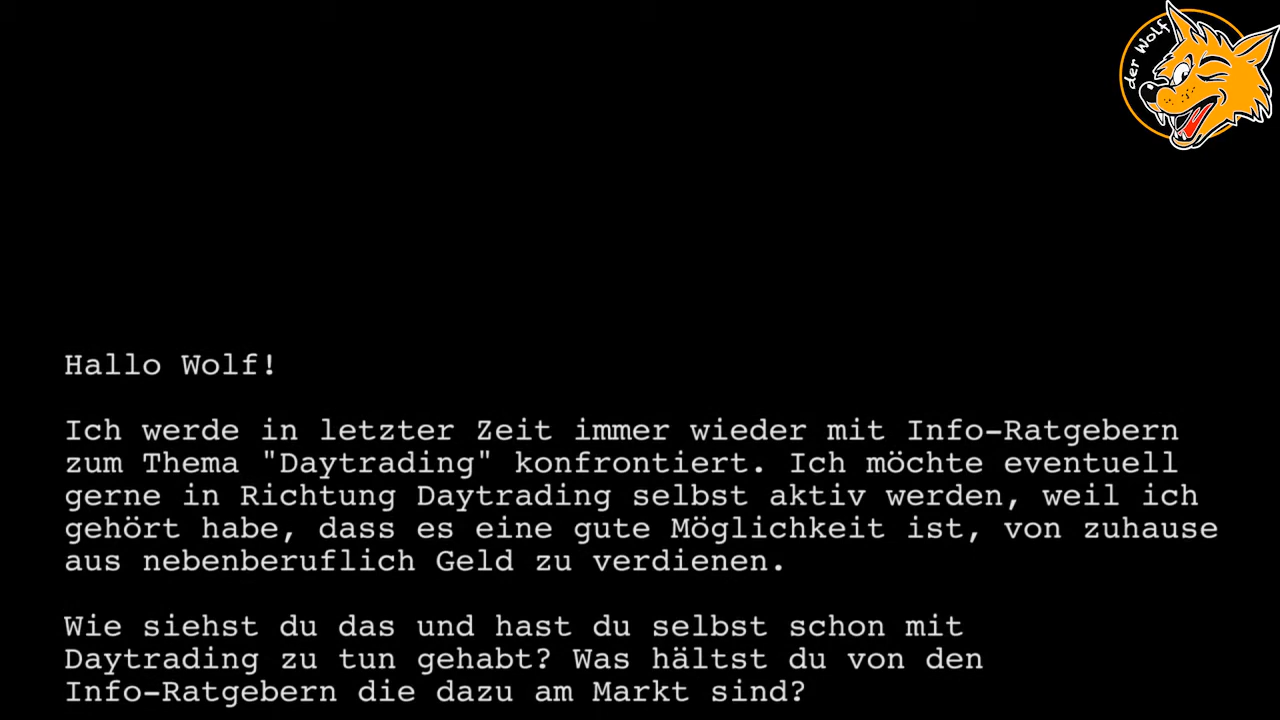 der Wolf
Hallo Wolf!
Ich werde in letzter Zeit immer wieder mit Info-Ratgebern
zum Thema "Daytrading" konfrontiert. Ich möchte eventuell
gerne in Richtung Daytrading selbst aktiv werden, weil ich
gehört habe, dass es eine gute Möglichkeit ist, von zuhause
aus nebenberuflich Geld zu verdienen.
Wie siehst du das und hast du selbst schon mit
Daytrading zu tun gehabt? Was hältst du von den
Info-Ratgebern die dazu am Markt sind?